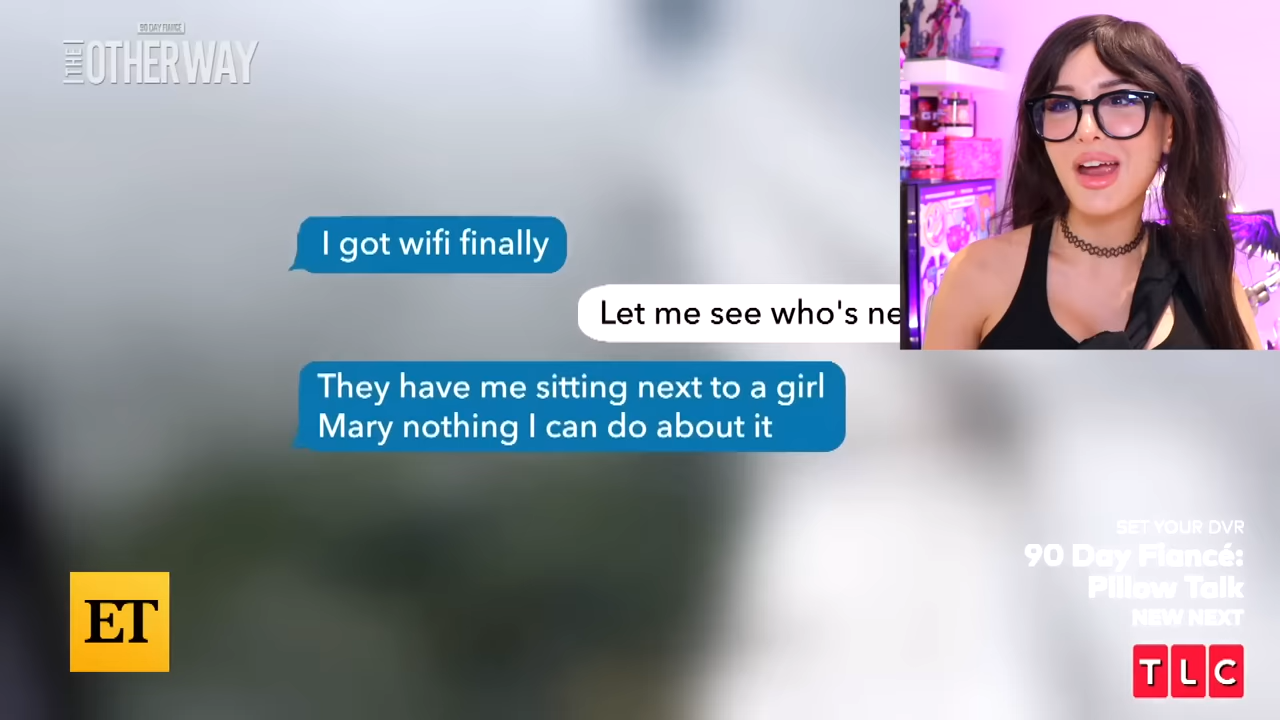 90 DAY FIANCÉ
THE OTHER WAY
I got wifi finally
Let me see who's ne
They have me sitting next to a girl
Mary nothing I can do about it
SET YOUR DVR
90 Day Fiancé:
Pillow Talk
NEW NEXT
ET
TLC